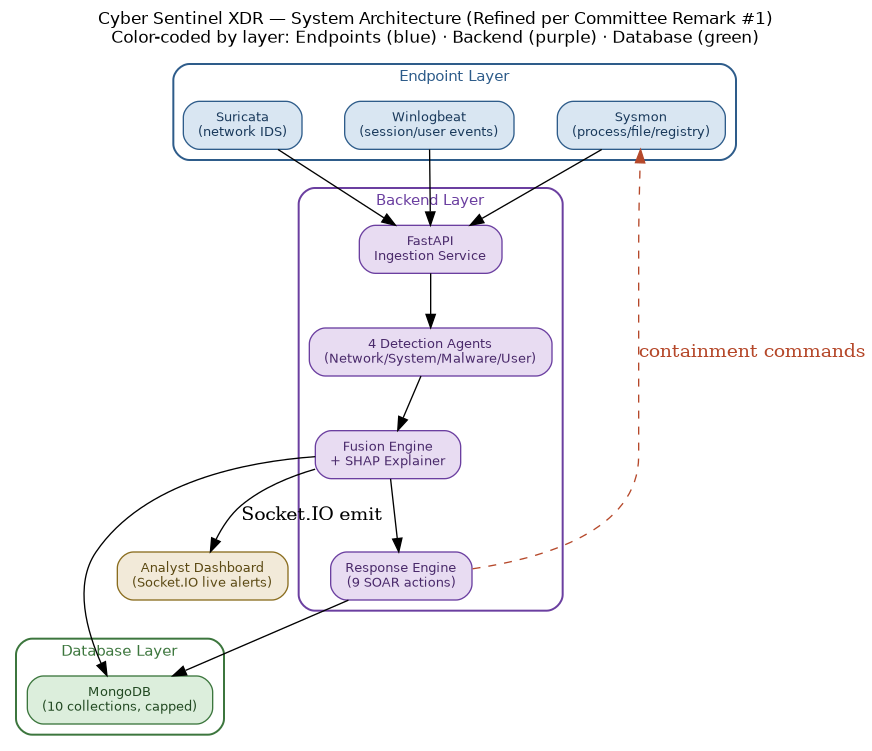 Cyber Sentinel XDR — System Architecture (Refined per Committee Remark #1)
Color-coded by layer: Endpoints (blue) · Backend (purple) · Database (green)
Endpoint Layer
Suricata
(network IDS)
Winlogbeat
(session/user events)
Sysmon
(process/file/registry)
Backend Layer
FastAPI
Ingestion Service
4 Detection Agents
(Network/System/Malware/User)
containment commands
Fusion Engine
+ SHAP Explainer
Socket.IO emit
Analyst Dashboard
(Socket.IO live alerts)
Response Engine
(9 SOAR actions)
Database Layer
MongoDB
(10 collections, capped)